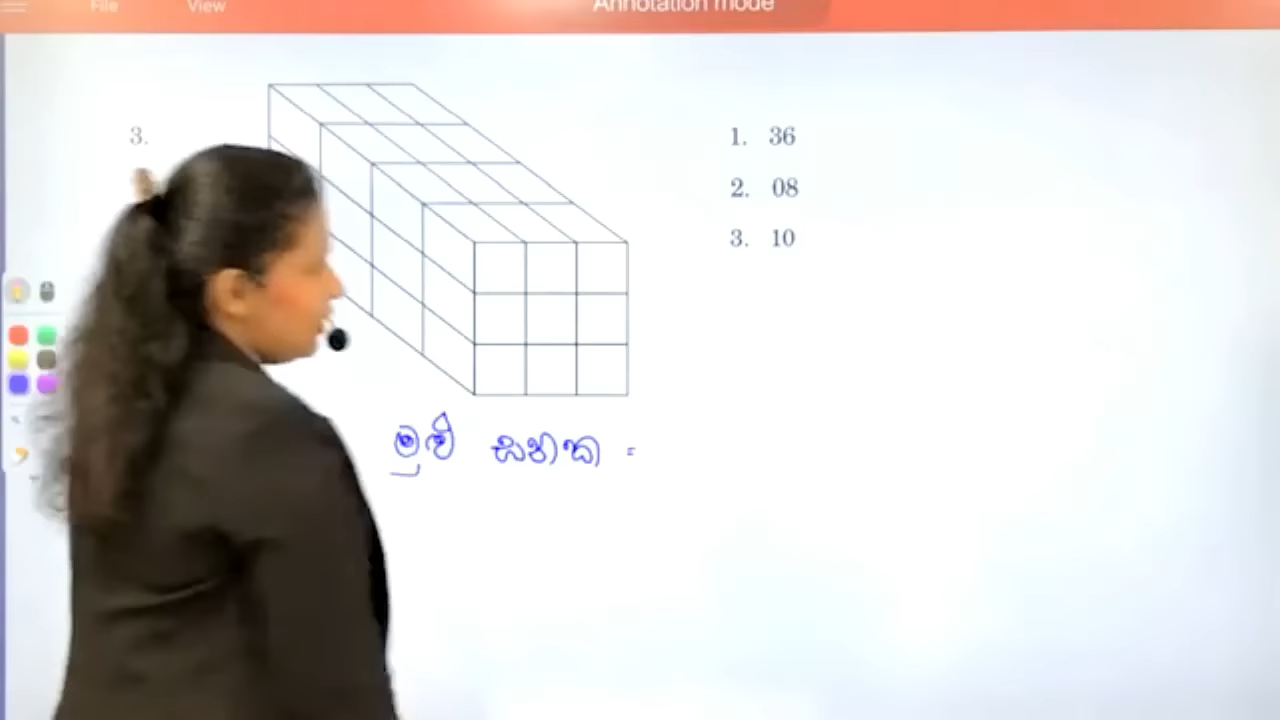 File View Annotation mode
3.
1. 36
2. 08
3. 10
මුළු ඝනක =